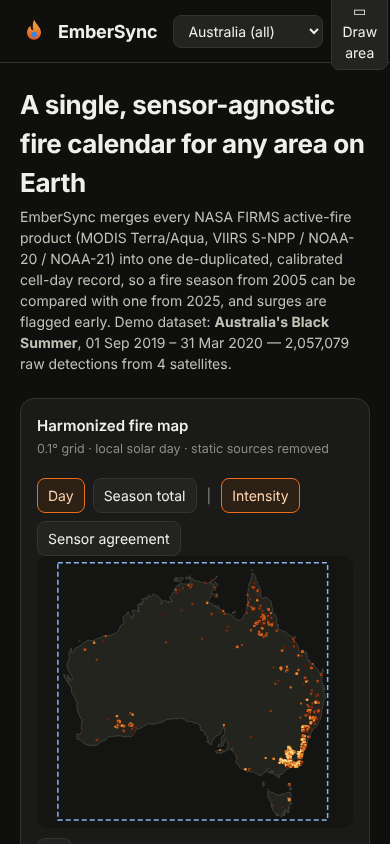 EmberSync
Australia (all)
Draw
area
A single, sensor-agnostic
fire calendar for any area on
Earth
EmberSync merges every NASA FIRMS active-fire
product (MODIS Terra/Aqua, VIIRS S-NPP / NOAA-
20 / NOAA-21) into one de-duplicated, calibrated
cell-day record, so a fire season from 2005 can be
compared with one from 2025, and surges are
flagged early. Demo dataset: Australia's Black
Summer, 01 Sep 2019 – 31 Mar 2020 — 2,057,079
raw detections from 4 satellites.
Harmonized fire map
0.1° grid · local solar day · static sources removed
Day
Season total
|
Intensity
Sensor agreement